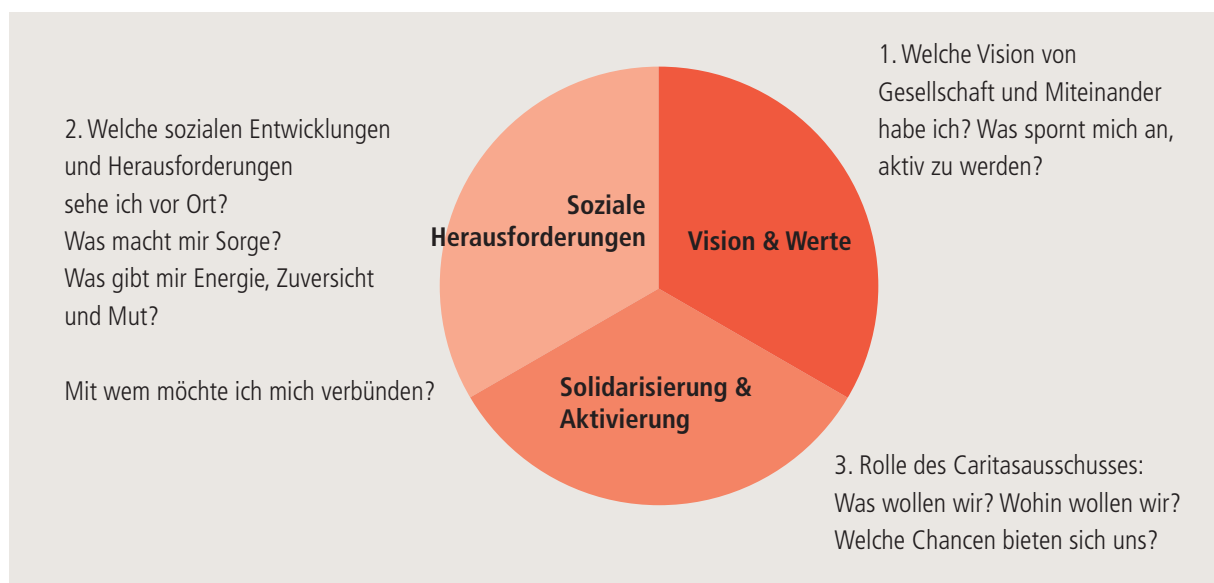 1. Welche Vision von
Gesellschaft und Miteinander
habe ich? Was spornt mich an,
aktiv zu werden?
2. Welche sozialen Entwicklungen
und Herausforderungen
sehe ich vor Ort?
Was macht mir Sorge?
Was gibt mir Energie, Zuversicht
und Mut?
Mit wem möchte ich mich verbünden?
Soziale
Herausforderungen
Vision & Werte
Solidarisierung &
Aktivierung
3. Rolle des Caritasausschusses:
Was wollen wir? Wohin wollen wir?
Welche Chancen bieten sich uns?